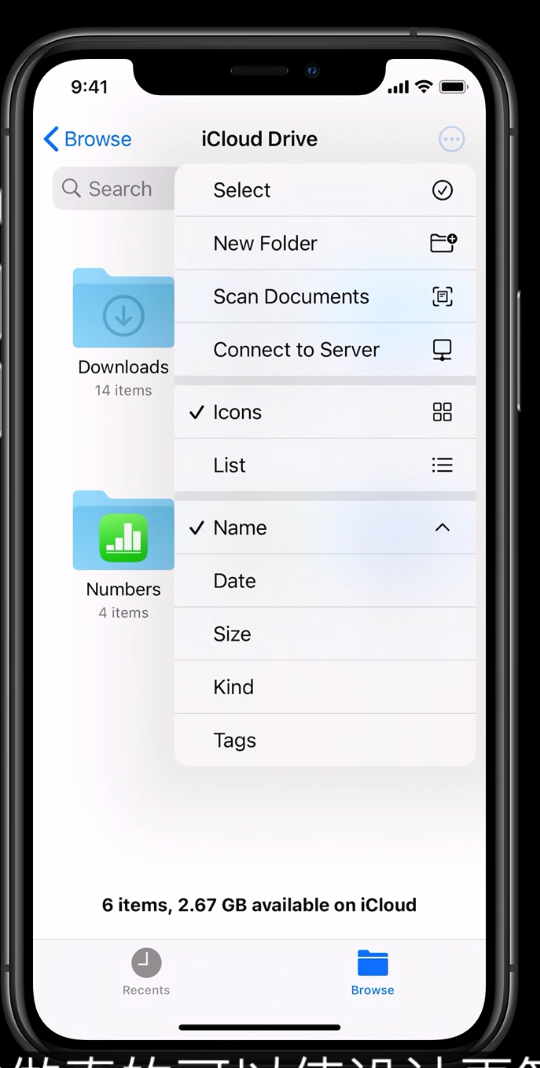 9:41
Browse
iCloud Drive
Search
Select
New Folder
Scan Documents
Connect to Server
Downloads
14 items
✓ Icons
List
✓ Name
Numbers
4 items
Date
Size
Kind
Tags
6 items, 2.67 GB available on iCloud
Recents
Browse